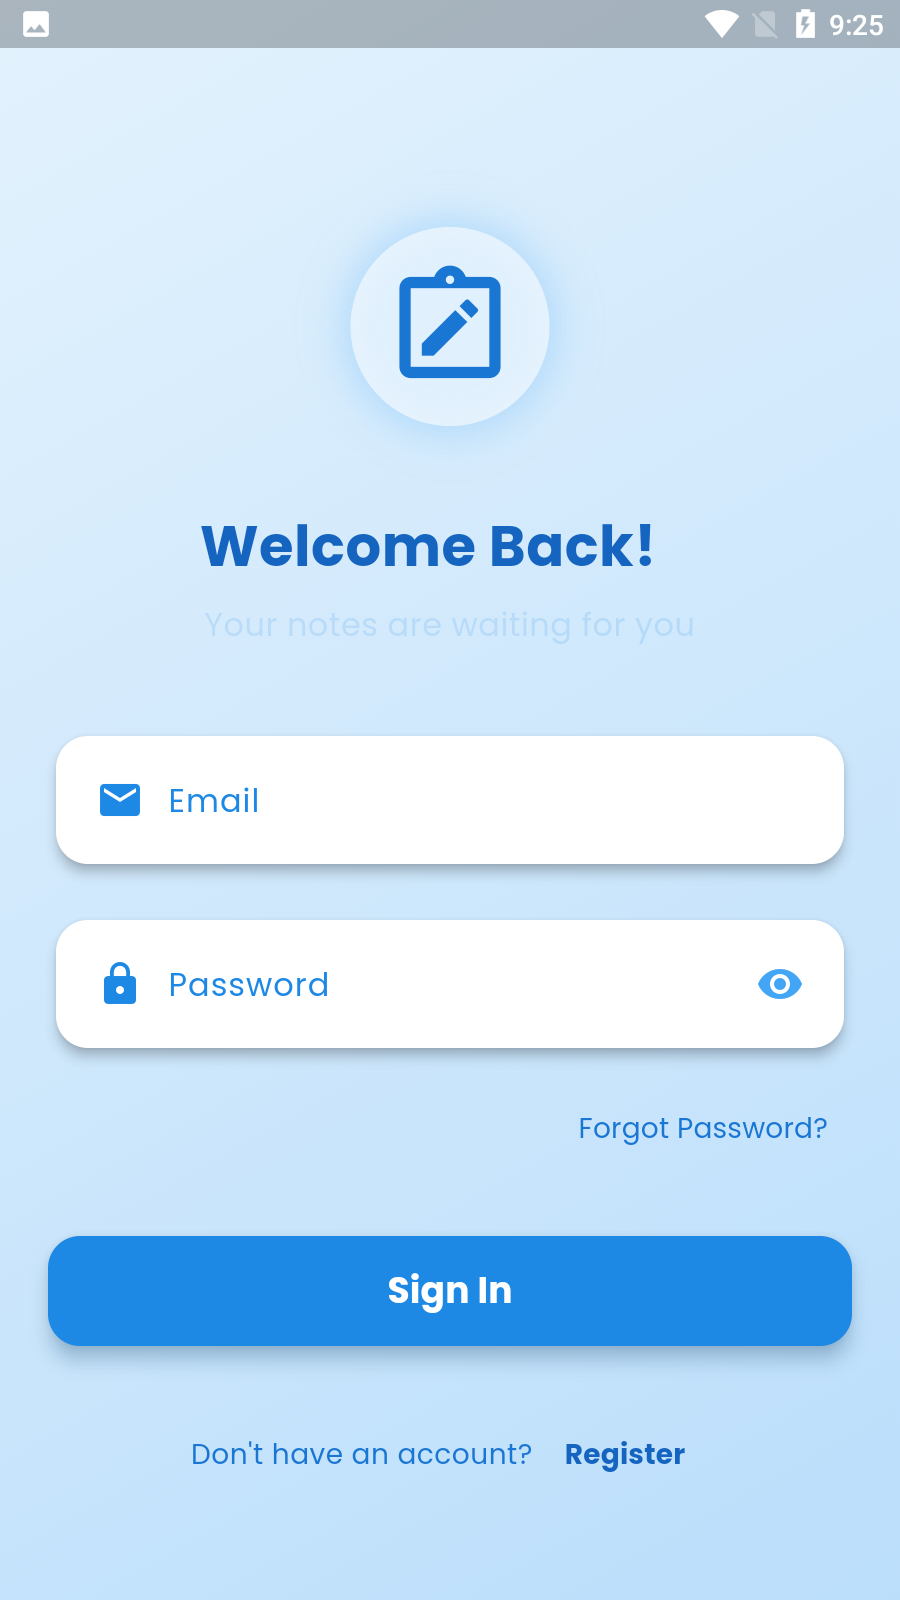 9:25
Welcome Back!
Your notes are waiting for you
Email
Password
Forgot Password?
Sign In
Don't have an account? Register